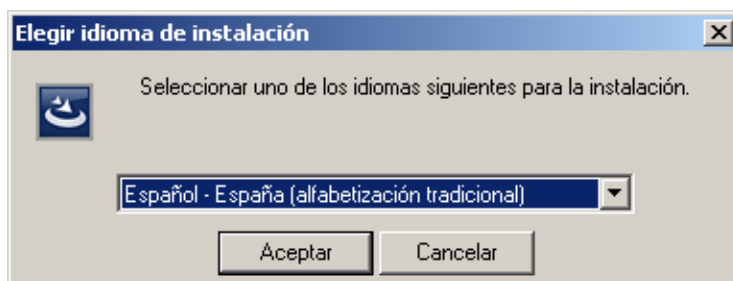 Elegir idioma de instalación
Seleccionar uno de los idiomas siguientes para la instalación.
Español - España (alfabetización tradicional)
Aceptar Cancelar